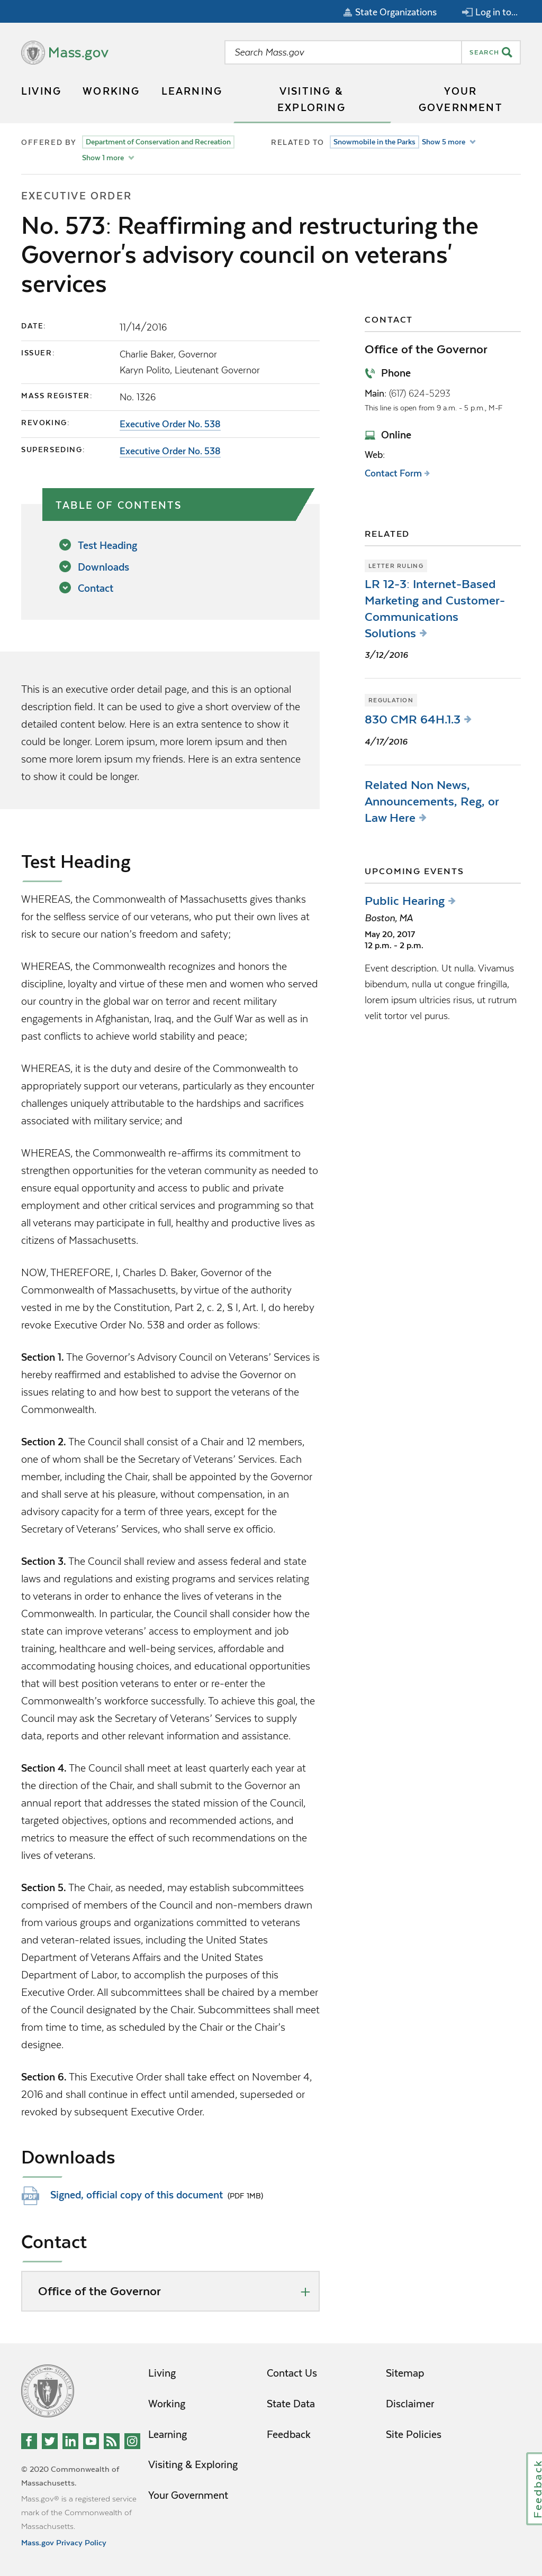 State Organizations
Log in to...
Mass.gov
Search Mass.gov
SEARCH
LIVING
WORKING
LEARNING
VISITING &
EXPLORING
YOUR
GOVERNMENT
OFFERED BY
Department of Conservation and Recreation
Show 1 more
RELATED TO
Snowmobile in the Parks
Show 5 more
EXECUTIVE ORDER
No. 573: Reaffirming and restructuring the
Governor's advisory council on veterans'
services
DATE:
11/14/2016
ISSUER:
Charlie Baker, Governor
Karyn Polito, Lieutenant Governor
MASS REGISTER:
No. 1326
REVOKING:
Executive Order No. 538
SUPERSEDING:
Executive Order No. 538
TABLE OF CONTENTS
Test Heading
Downloads
Contact
This is an executive order detail page, and this is an optional
description field. It can be used to give a short overview of the
detailed content below. Here is an extra sentence to show it
could be longer. Lorem ipsum, more lorem ipsum and then
some more lorem ipsum my friends. Here is an extra sentence
to show it could be longer.
Test Heading
WHEREAS, the Commonwealth of Massachusetts gives thanks
for the selfless service of our veterans, who put their own lives at
risk to secure our nation's freedom and safety;
WHEREAS, the Commonwealth recognizes and honors the
discipline, loyalty and virtue of these men and women who served
our country in the global war on terror and recent military
engagements in Afghanistan, Iraq, and the Gulf War as well as in
past conflicts to achieve world stability and peace;
WHEREAS, it is the duty and desire of the Commonwealth to
appropriately support our veterans, particularly as they encounter
challenges uniquely attributable to the hardships and sacrifices
associated with military service; and
WHEREAS, the Commonwealth re-affirms its commitment to
strengthen opportunities for the veteran community as needed to
ensure equal opportunity and access to public and private
employment and other critical services and programming so that
all veterans may participate in full, healthy and productive lives as
citizens of Massachusetts.
NOW, THEREFORE, I, Charles D. Baker, Governor of the
Commonwealth of Massachusetts, by virtue of the authority
vested in me by the Constitution, Part 2, c. 2, § I, Art. I, do hereby
revoke Executive Order No. 538 and order as follows:
Section 1. The Governor's Advisory Council on Veterans' Services is
hereby reaffirmed and established to advise the Governor on
issues relating to and how best to support the veterans of the
Commonwealth.
Section 2. The Council shall consist of a Chair and 12 members,
one of whom shall be the Secretary of Veterans' Services. Each
member, including the Chair, shall be appointed by the Governor
and shall serve at his pleasure, without compensation, in an
advisory capacity for a term of three years, except for the
Secretary of Veterans' Services, who shall serve ex officio.
Section 3. The Council shall review and assess federal and state
laws and regulations and existing programs and services relating
to veterans in order to enhance the lives of veterans in the
Commonwealth. In particular, the Council shall consider how the
state can improve veterans' access to employment and job
training, healthcare and well-being services, affordable and
accommodating housing choices, and educational opportunities
that will best position veterans to enter or re-enter the
Commonwealth's workforce successfully. To achieve this goal, the
Council may ask the Secretary of Veterans' Services to supply
data, reports and other relevant information and assistance.
Section 4. The Council shall meet at least quarterly each year at
the direction of the Chair, and shall submit to the Governor an
annual report that addresses the stated mission of the Council,
targeted objectives, options and recommended actions, and
metrics to measure the effect of such recommendations on the
lives of veterans.
Section 5. The Chair, as needed, may establish subcommittees
comprised of members of the Council and non-members drawn
from various groups and organizations committed to veterans
and veteran-related issues, including the United States
Department of Veterans Affairs and the United States
Department of Labor, to accomplish the purposes of this
Executive Order. All subcommittees shall be chaired by a member
of the Council designated by the Chair. Subcommittees shall meet
from time to time, as scheduled by the Chair or the Chair's
designee.
Section 6. This Executive Order shall take effect on November 4,
2016 and shall continue in effect until amended, superseded or
revoked by subsequent Executive Order.
Downloads
PDF
Signed, official copy of this document (PDF 1MB)
Contact
Office of the Governor
CONTACT
Office of the Governor
Phone
Main: (617) 624-5293
This line is open from 9 a.m. - 5 p.m., M-F
Online
Web:
Contact Form
RELATED
LETTER RULING
LR 12-3: Internet-Based
Marketing and Customer-
Communications
Solutions
3/12/2016
REGULATION
830 CMR 64H.1.3
4/17/2016
Related Non News,
Announcements, Reg, or
Law Here
UPCOMING EVENTS
Public Hearing
Boston, MA
May 20, 2017
12 p.m. - 2 p.m.
Event description. Ut nulla. Vivamus
bibendum, nulla ut congue fringilla,
lorem ipsum ultricies risus, ut rutrum
velit tortor vel purus.
© 2020 Commonwealth of
Massachusetts.
Mass.gov® is a registered service
mark of the Commonwealth of
Massachusetts.
Mass.gov Privacy Policy
Living
Working
Learning
Visiting & Exploring
Your Government
Contact Us
State Data
Feedback
Sitemap
Disclaimer
Site Policies
Feedback